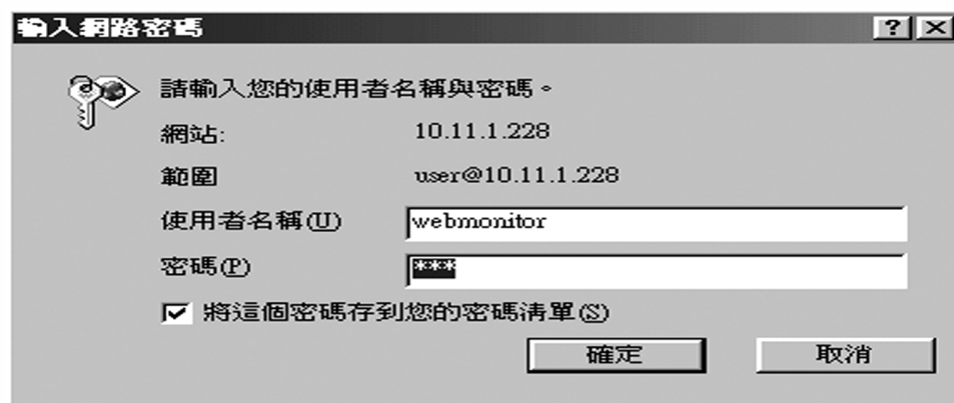 輸入網路密碼
請輸入您的使用者名稱與密碼。
網站: 10.11.1.228
範圍 user@10.11.1.228
使用者名稱(U) webmonitor
密碼(P) ***
將這個密碼存到您的密碼清單(S)
確定 取消